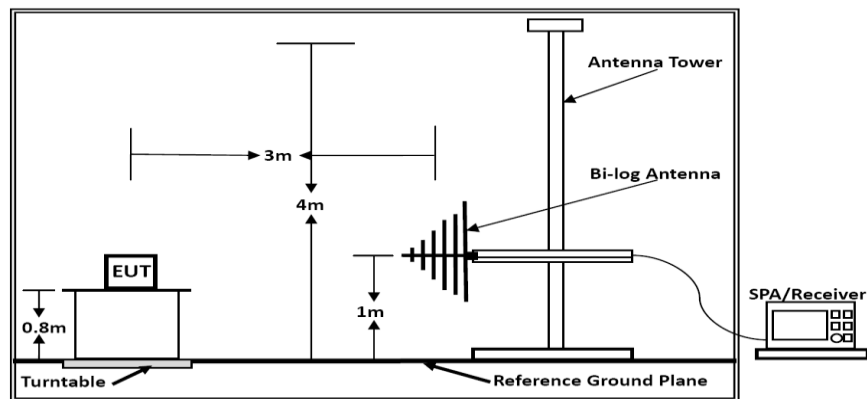 Antenna Tower
3m
Bi-log Antenna
4m
EUT
SPA/Receiver
0.8m
1m
Turntable
Reference Ground Plane